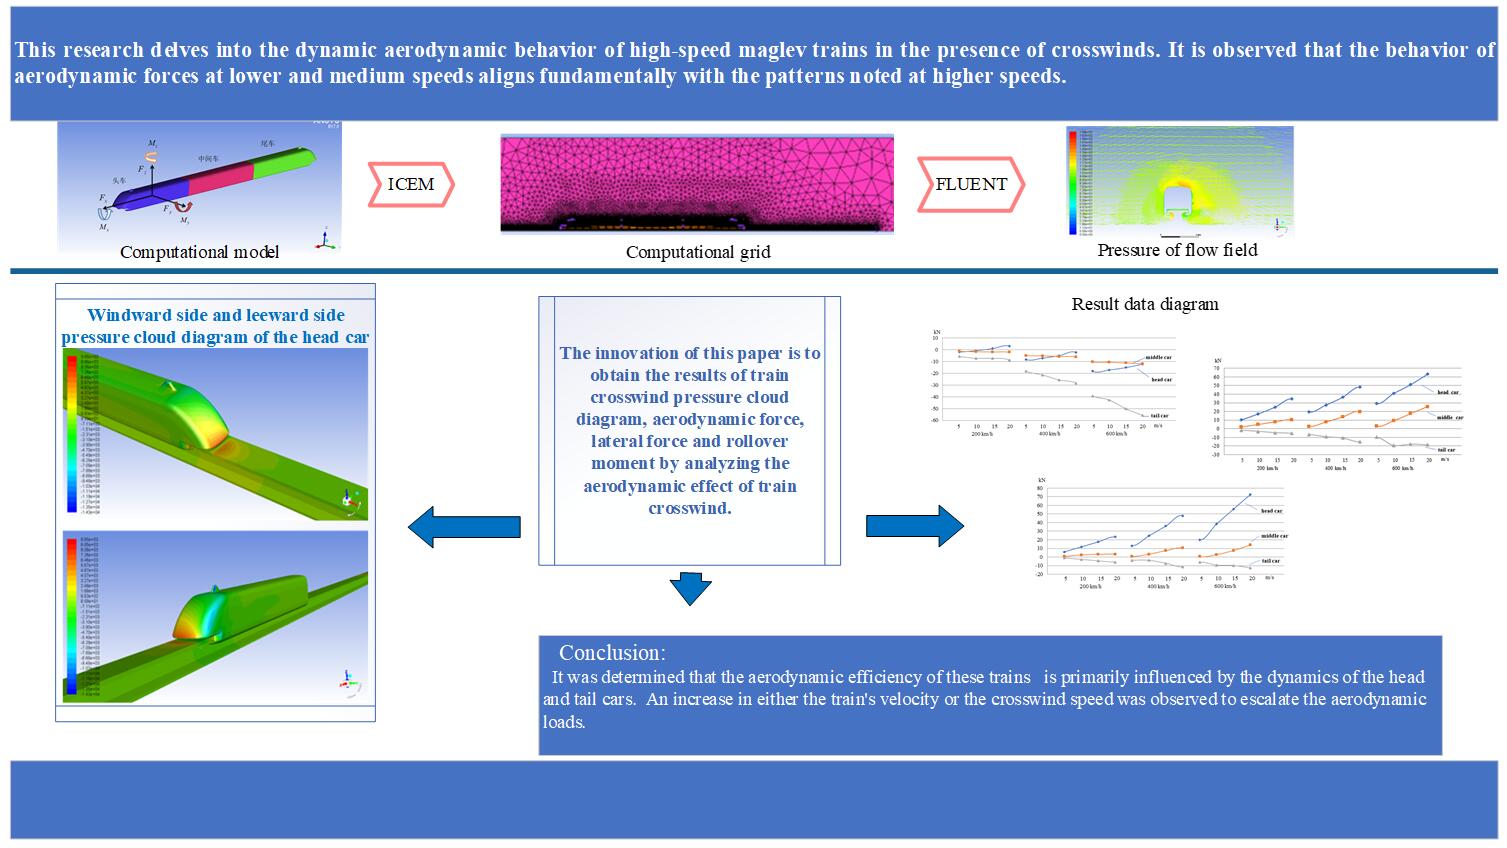 This research delves into the dynamic aerodynamic behavior of high-speed maglev trains in the presence of crosswinds. It is observed that the behavior of
aerodynamic forces at lower and medium speeds aligns fundamentally with the patterns noted at higher speeds.
尾车
中间车
头车
Mz
Fz
Fx
Fy
Mx
My
ICEM
FLUENT
Computational model
Computational grid
Pressure of flow field
Windward side and leeward side
pressure cloud diagram of the head car
The innovation of this paper is to
obtain the results of train
crosswind pressure cloud
diagram, aerodynamic force,
lateral force and rollover
moment by analyzing the
aerodynamic effect of train
crosswind.
Result data diagram
kN
10
0
-10
-20
-30
-40
-50
-60
middle car
head car
tail car
5 10 15 20 5 10 15 20 5 10 15 20 m/s
200km/h 400 km/h 600 km/h
kN
70
60
50
40
30
20
10
0
-10
-20
-30
head car
middle car
tail car
5 10 15 20 5 10 15 20 5 10 15 20 m/s
200 km/h 400 km/h 600 km/h
kN
80
70
60
50
40
30
20
10
0
-10
-20
head car
middle car
tail car
5 10 15 20 5 10 15 20 5 10 15 20 m/s
200km/h 400 km/h 600 km/h
Conclusion:
It was determined that the aerodynamic efficiency of these trains is primarily influenced by the dynamics of the head
and tail cars. An increase in either the train's velocity or the crosswind speed was observed to escalate the aerodynamic
loads.